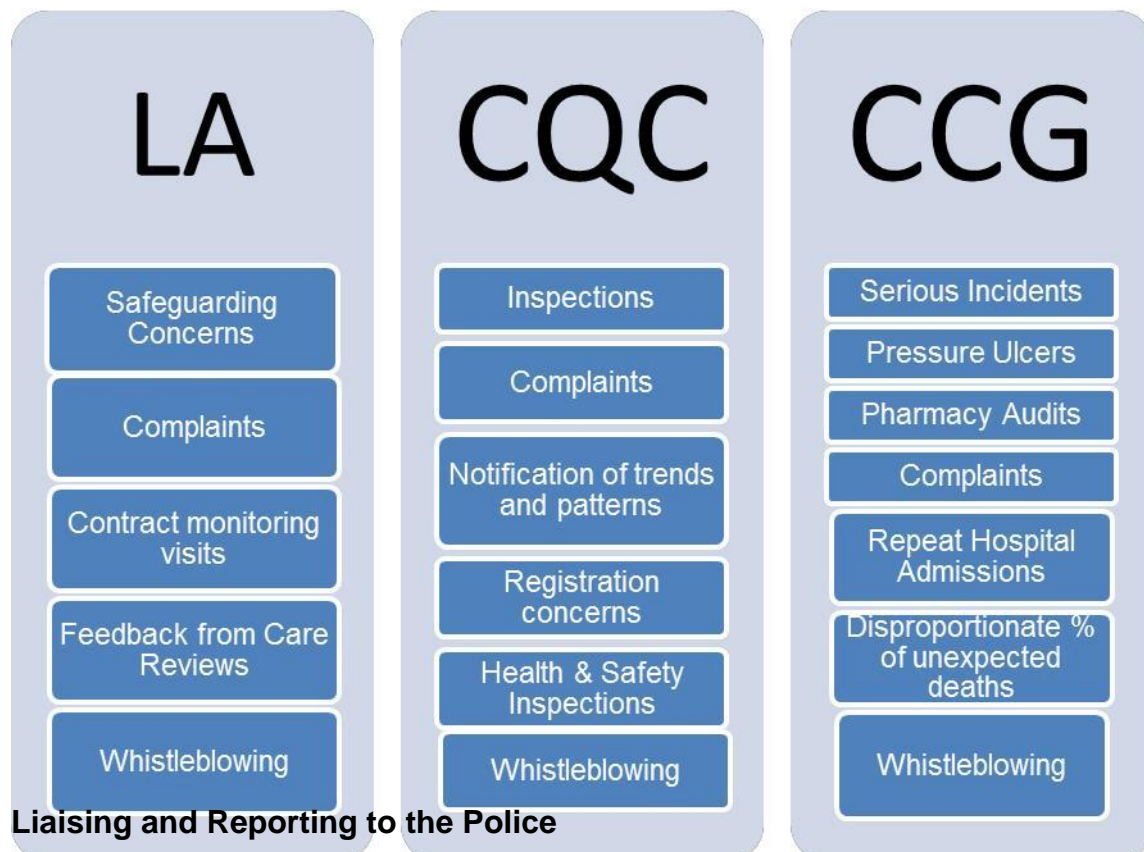 LA
Safeguarding
Concerns
Complaints
Contract monitoring
visits
Feedback from Care
Reviews
Whistleblowing
CQC
Inspections
Complaints
Notification of trends
and patterns
Registration
concerns
Health & Safety
Inspections
Whistleblowing
CCG
Serious Incidents
Pressure Ulcers
Pharmacy Audits
Complaints
Repeat Hospital
Admissions
Disproportionate %
of unexpected
deaths
Whistleblowing
Liaising and Reporting to the Police